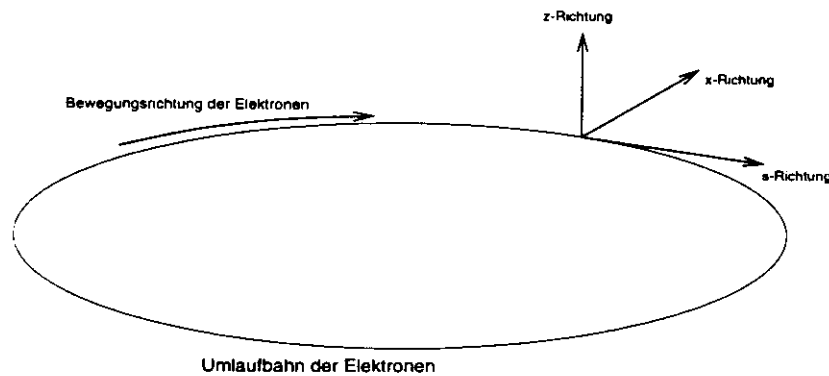 z-Richtung
x-Richtung
Bewegungsrichtung der Elektronen
s-Richtung
Umlaufbahn der Elektronen